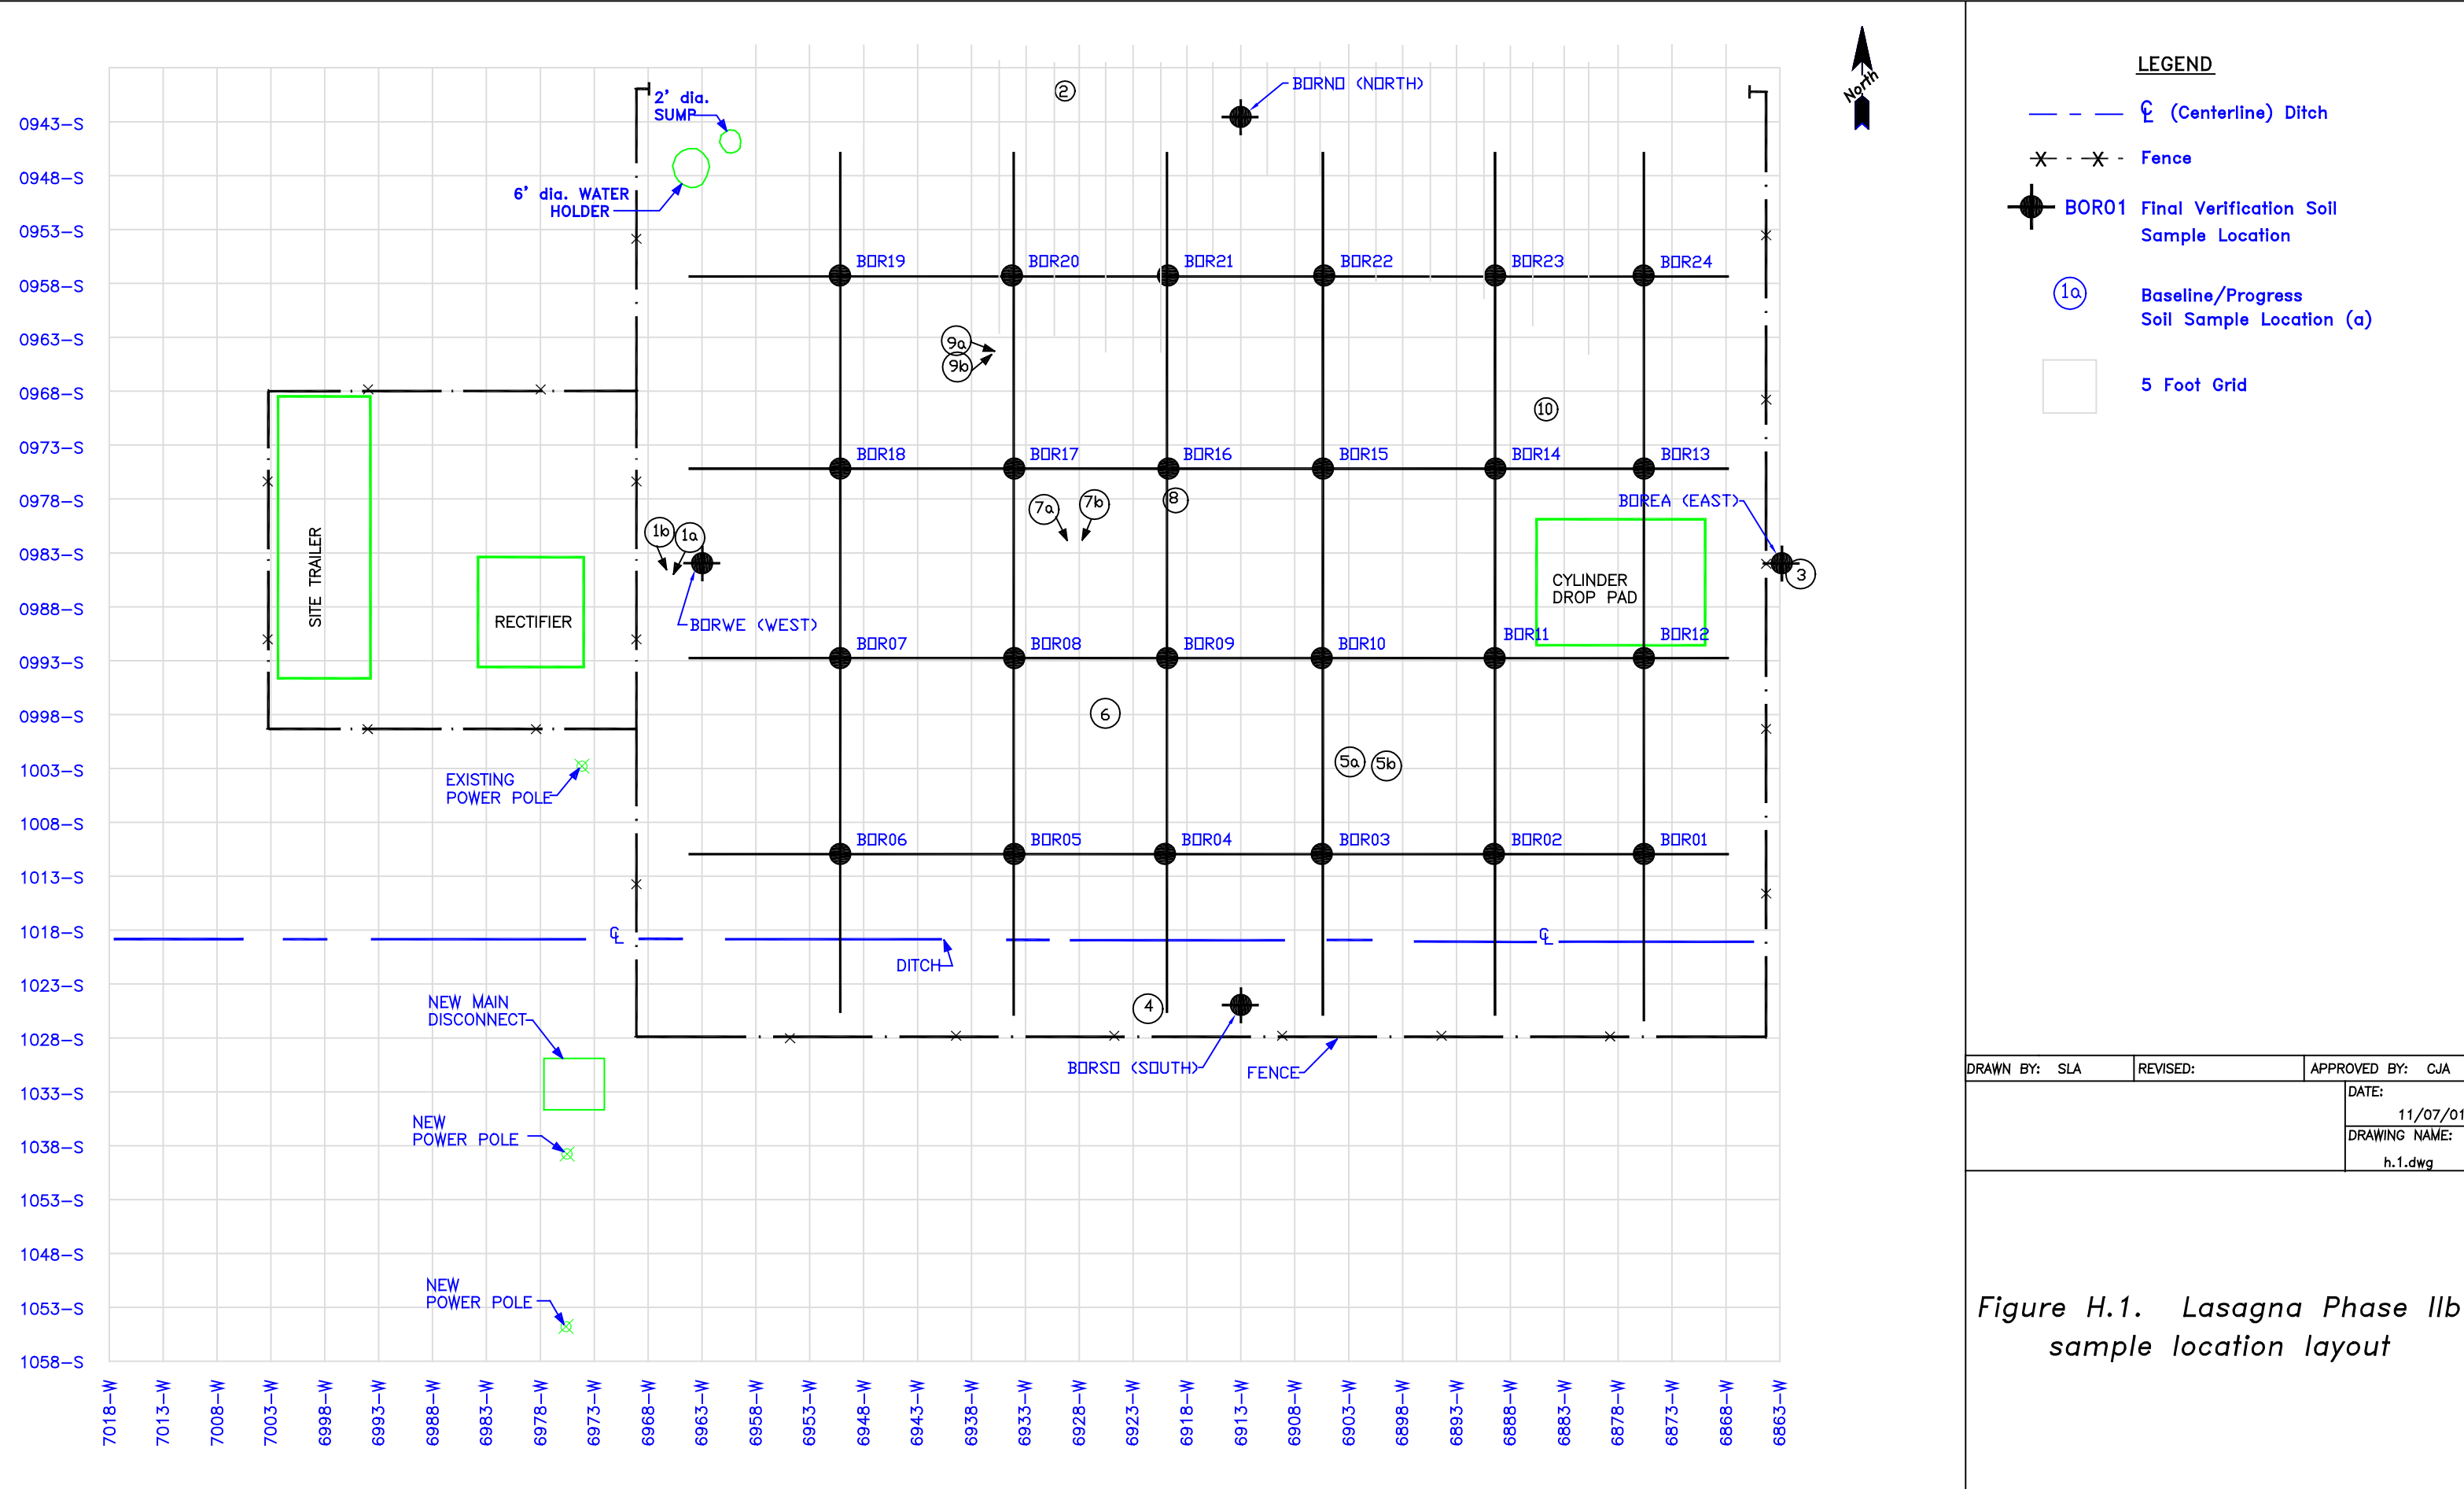 2' dia.
SUMP
6' dia. WATER
HOLDER
2
BORNO (NORTH)
North
0943-S
0948-S
0953-S
0958-S
0963-S
0968-S
0973-S
0978-S
0983-S
0988-S
0993-S
0998-S
1003-S
1008-S
1013-S
1018-S
1023-S
1028-S
1033-S
1038-S
1053-S
1048-S
1053-S
1058-S
BOR19
BOR20
BOR21
BOR22
BOR23
BOR24
9a
9b
10
BOR18
BOR17
BOR16
BOR15
BOR14
BOR13
7a
7b
8
BOREA (EAST)
1b
1a
3
SITE TRAILER
RECTIFIER
CYLINDER
DROP PAD
BORWE (WEST)
BOR07
BOR08
BOR09
BOR10
BOR11
BOR12
6
5a
5b
EXISTING
POWER POLE
BOR06
BOR05
BOR04
BOR03
BOR02
BOR01
℄
℄
DITCH
NEW MAIN
DISCONNECT
4
BORSO (SOUTH)
FENCE
NEW
POWER POLE
NEW
POWER POLE
7018-W
7013-W
7008-W
7003-W
6998-W
6993-W
6988-W
6983-W
6978-W
6973-W
6968-W
6963-W
6958-W
6953-W
6948-W
6943-W
6938-W
6933-W
6928-W
6923-W
6918-W
6913-W
6908-W
6903-W
6898-W
6893-W
6888-W
6883-W
6878-W
6873-W
6868-W
6863-W
LEGEND
℄ (Centerline) Ditch
Fence
BOR01 Final Verification Soil
Sample Location
1a Baseline/Progress
Soil Sample Location (a)
5 Foot Grid
DRAWN BY: SLA
REVISED:
APPROVED BY: CJA
DATE:
11/07/01
DRAWING NAME:
h.1.dwg
Figure H.1. Lasagna Phase IIb
sample location layout